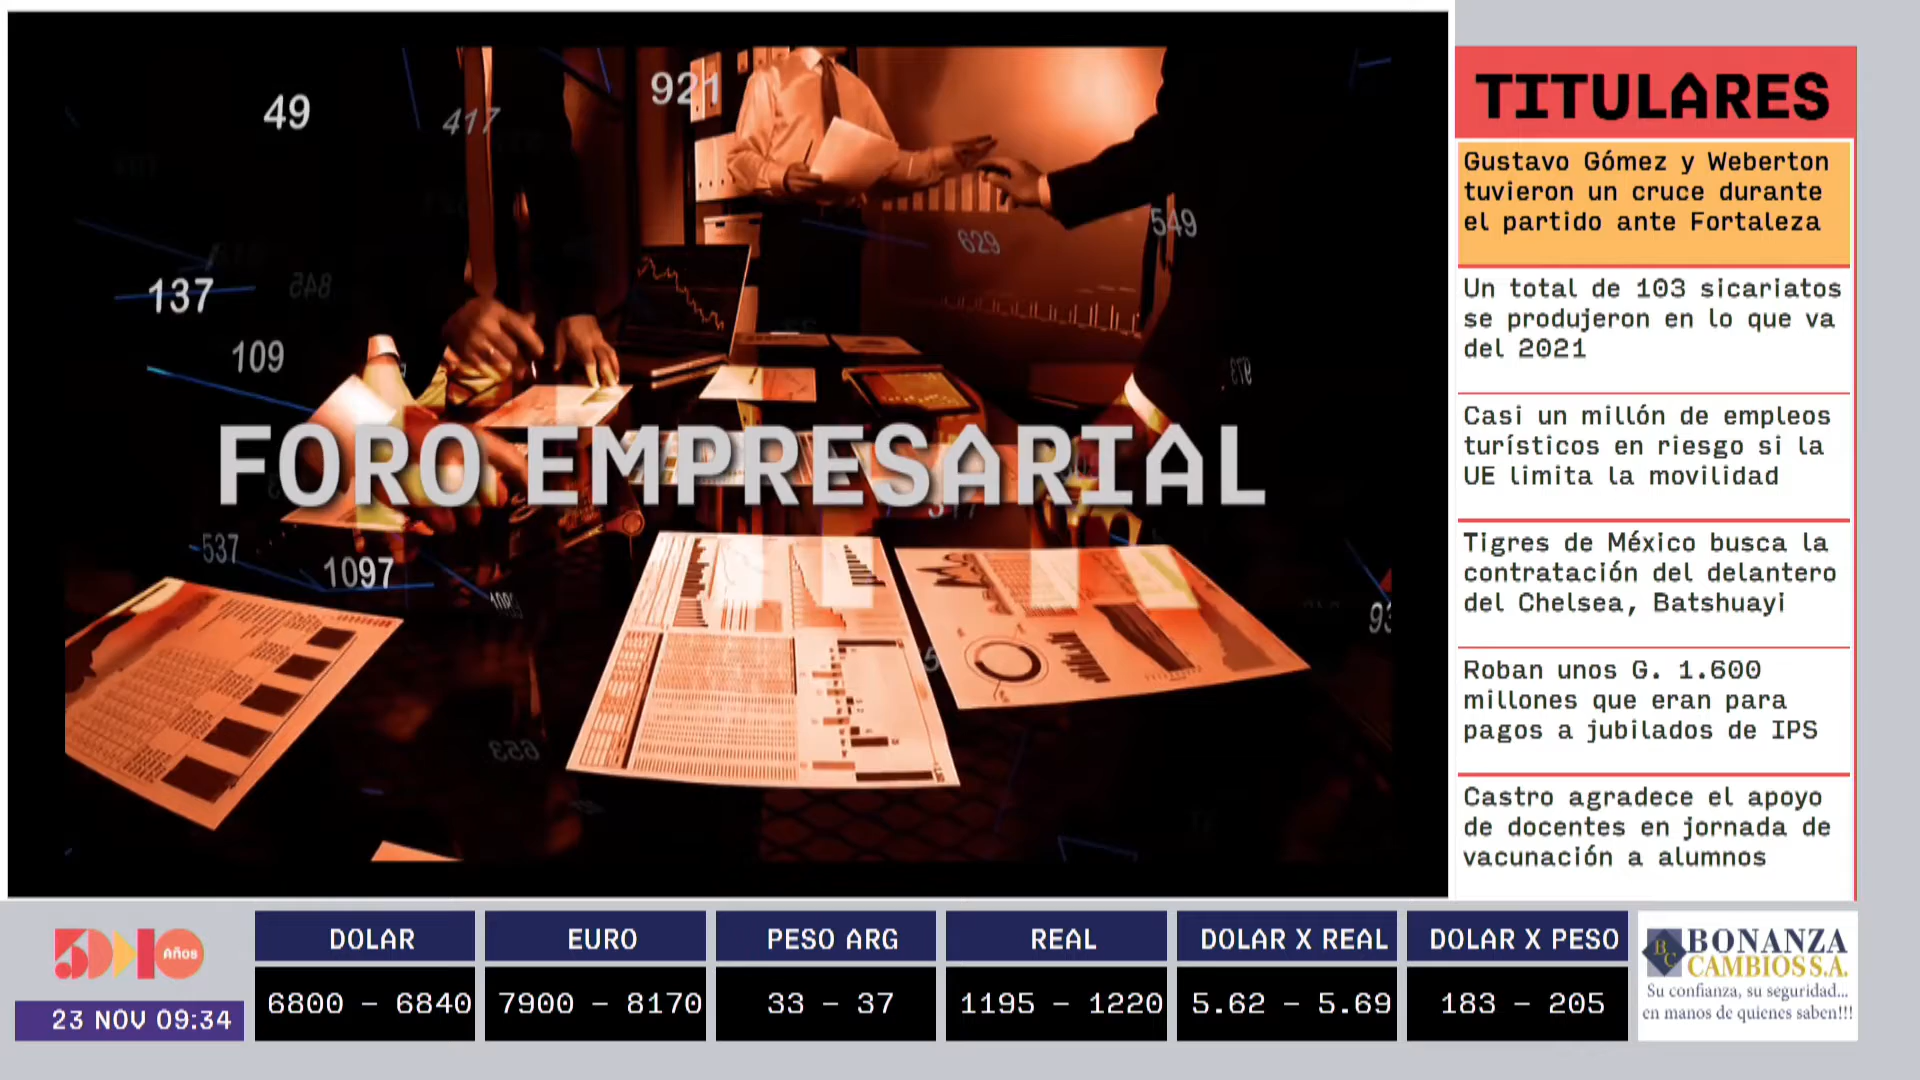 49
417
921
549
629
137
845
109
973
FORO EMPRESARIAL
537
1097
653
TITULARES
Gustavo Gómez y Weberton
tuvieron un cruce durante
el partido ante Fortaleza
Un total de 103 sicariatos
se produjeron en lo que va
del 2021
Casi un millón de empleos
turísticos en riesgo si la
UE limita la movilidad
Tigres de México busca la
contratación del delantero
del Chelsea, Batshuayi
Roban unos G. 1.600
millones que eran para
pagos a jubilados de IPS
Castro agradece el apoyo
de docentes en jornada de
vacunación a alumnos
Años
23 NOV 09:34
DOLAR
6800 - 6840
EURO
7900 - 8170
PESO ARG
33 - 37
REAL
1195 - 1220
DOLAR X REAL
5.62 - 5.69
DOLAR X PESO
183 - 205
BC
BONANZA
CAMBIOS S.A.
Su confianza, su seguridad...
en manos de quienes saben!!!